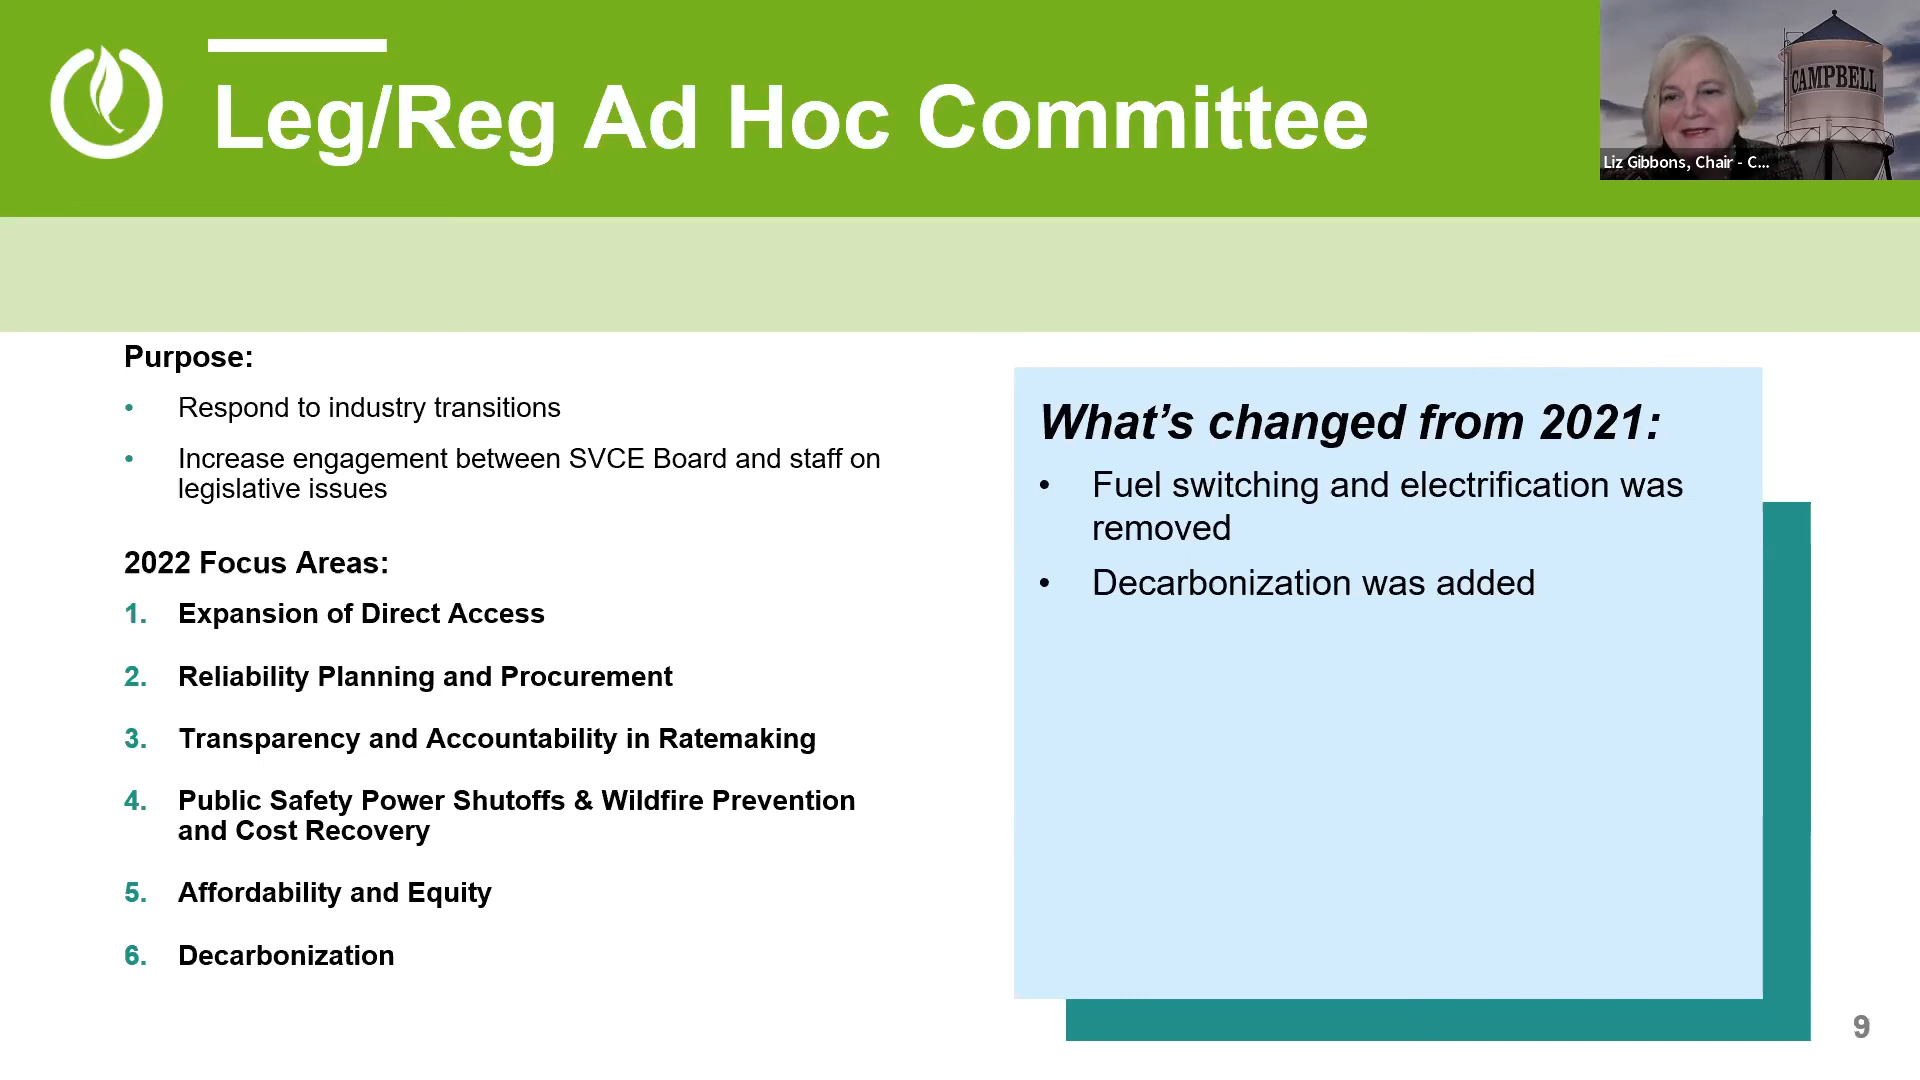 Leg/Reg Ad Hoc Committee
CAMPBELL
Liz Gibbons, Chair - C...
Purpose:
• Respond to industry transitions
• Increase engagement between SVCE Board and staff on
legislative issues
2022 Focus Areas:
1. Expansion of Direct Access
2. Reliability Planning and Procurement
3. Transparency and Accountability in Ratemaking
4. Public Safety Power Shutoffs & Wildfire Prevention
and Cost Recovery
5. Affordability and Equity
6. Decarbonization
What’s changed from 2021:
• Fuel switching and electrification was
removed
• Decarbonization was added
9